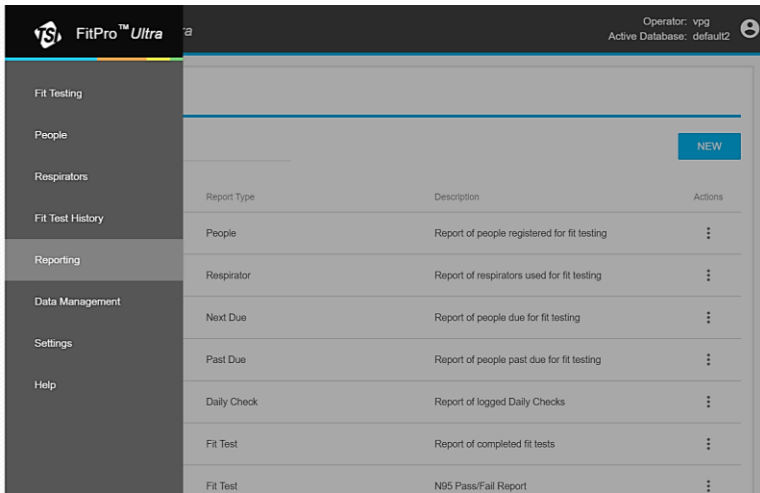 TSI FitPro™ Ultra
ra
Operator: vpg
Active Database: default2
Fit Testing
People
Respirators
Fit Test History
Reporting
Data Management
Settings
Help
NEW
Report Type Description Actions
People Report of people registered for fit testing
Respirator Report of respirators used for fit testing
Next Due Report of people due for fit testing
Past Due Report of people past due for fit testing
Daily Check Report of logged Daily Checks
Fit Test Report of completed fit tests
Fit Test N95 Pass/Fail Report